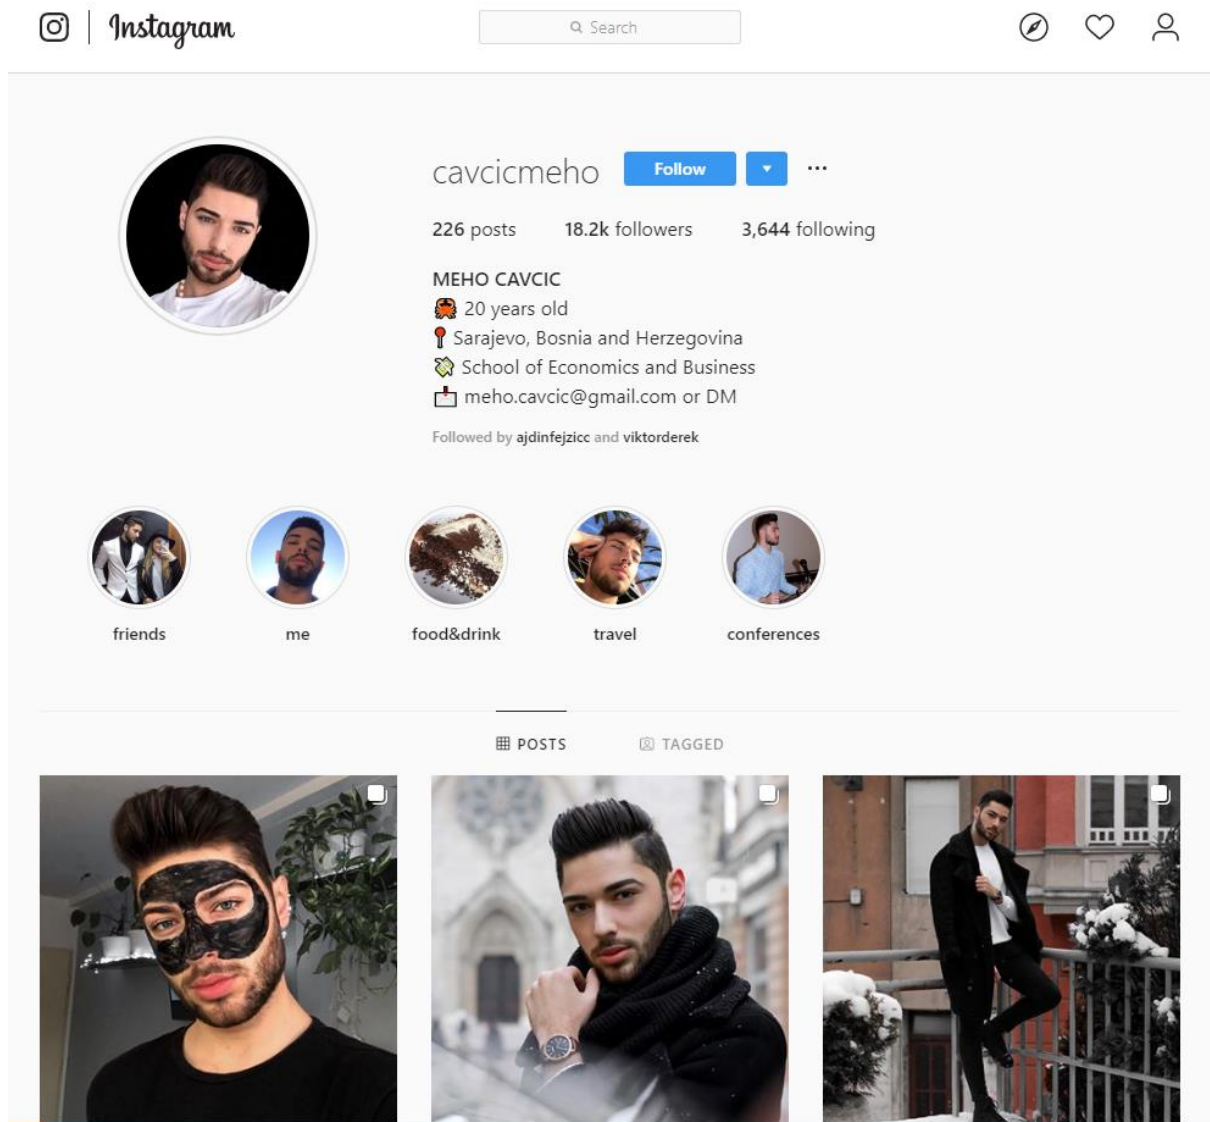 Instagram
Search
cavcicmeho Follow
226 posts 18.2k followers 3,644 following
MEHO CAVCIC
🦀 20 years old
📍 Sarajevo, Bosnia and Herzegovina
💸 School of Economics and Business
📩 meho.cavcic@gmail.com or DM
Followed by ajdinfejzicc and viktorderek
friends me food&drink travel conferences
POSTS TAGGED